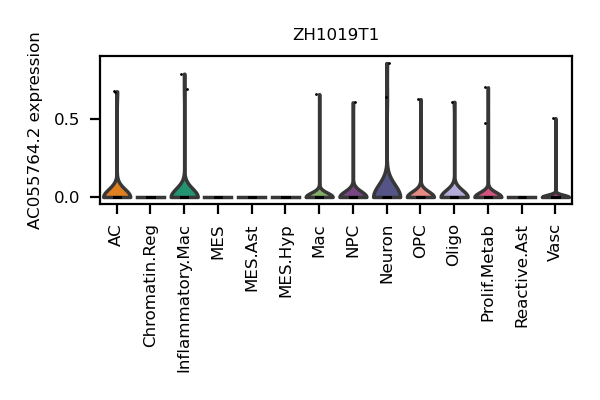 ZH1019T1
AC055764.2 expression
0.5
0.0
AC
Chromatin.Reg
Inflammatory.Mac
MES
MES.Ast
MES.Hyp
Mac
NPC
Neuron
OPC
Oligo
Prolif.Metab
Reactive.Ast
Vasc